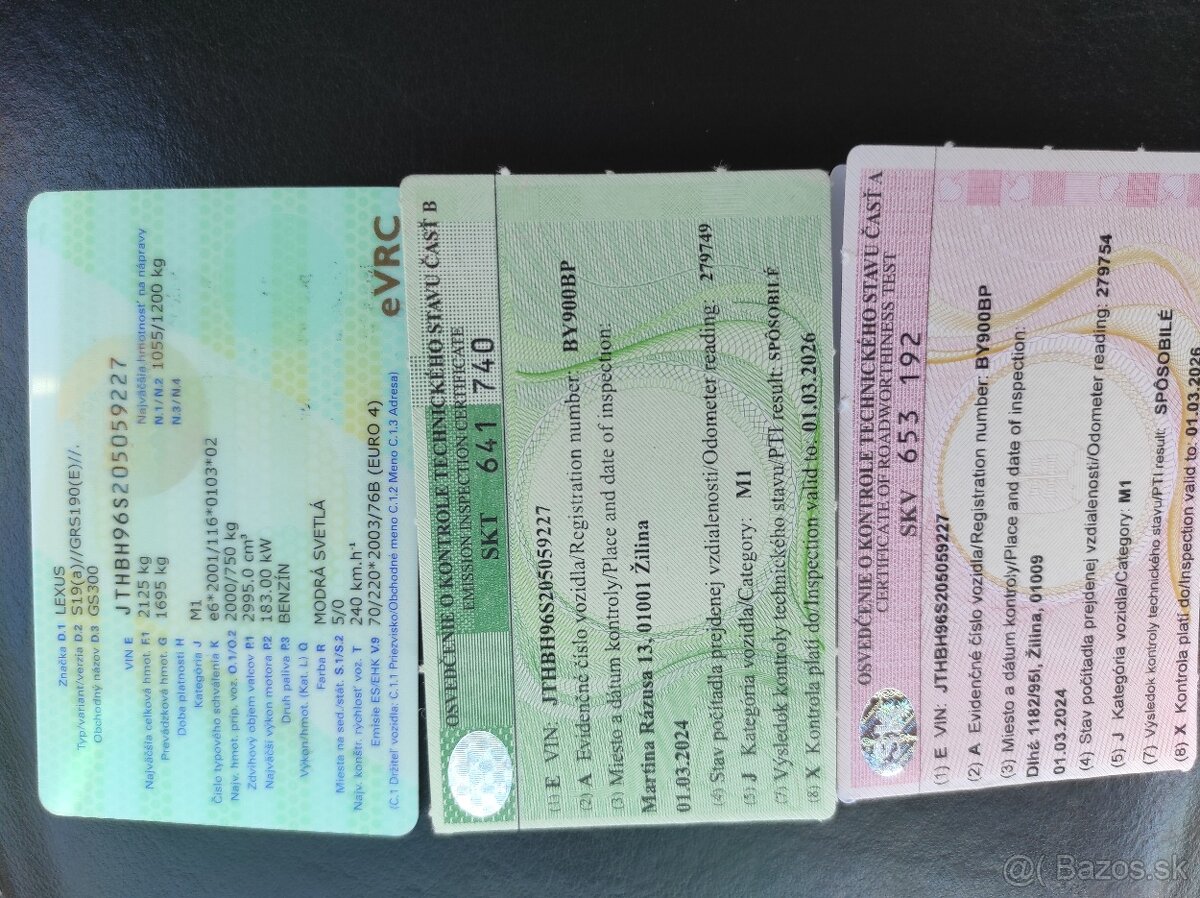 Značka D.1 LEXUS
Typ/variant/verzia D.2 S19(a)//GRS190(E)//.
Obchodný názov D.3 GS300
VIN E JTHBH96S205059227
Najväčšia celková hmot. F.1 2125 kg
Prevádzková hmot. G 1695 kg
Najväčšia hmotnosť na nápravy
N.1/N.2 1055/1200 kg
N.3/N.4
Doba platnosti H
Kategória J M1
Číslo typového schválenia K e6*2001/116*0103*02
Najv. hmot. príp. voz. O.1/O.2 2000/750 kg
Zdvihový objem valcov P.1 2995.0 cm³
Najväčší výkon motora P.2 183.00 kW
Druh paliva P.3 BENZÍN
Výkon/hmot. (Kat. L) Q
Farba R MODRÁ SVETLÁ
Miesta na sed./stát. S.1/S.2 5/0
Najv. konštr. rýchlosť voz. T 240 km.h⁻¹
Emisie ES/EHK V.9 70/220*2003/76B (EURO 4)
(C.1 Držiteľ vozidla: C.1.1 Priezvisko/Obchodné meno C.1.2 Meno C.1.3 Adresa)
eVRC
OSVEDČENIE O KONTROLE TECHNICKÉHO STAVU ČASŤ B
EMISSION INSPECTION CERTIFICATE
SKT 641 740
(1) E VIN: JTHBH96S205059227
(2) A Evidenčné číslo vozidla/Registration number: BY900BP
(3) Miesto a dátum kontroly/Place and date of inspection:
Martina Rázusa 13, 01001 Žilina
01.03.2024
(4) Stav počítadla prejdenej vzdialenosti/Odometer reading: 279749
(5) J Kategória vozidla/Category: M1
(7) Výsledok kontroly technického stavu/PTI result: SPÔSOBILÉ
(8) X Kontrola platí do/Inspection valid to: 01.03.2026
OSVEDČENIE O KONTROLE TECHNICKÉHO STAVU ČASŤ A
CERTIFICATE OF ROADWORTHINESS TEST
SKV 653 192
(1) E VIN: JTHBH96S205059227
(2) A Evidenčné číslo vozidla/Registration number: BY900BP
(3) Miesto a dátum kontroly/Place and date of inspection:
Dlhé 1182/95I, Žilina, 01009
01.03.2024
(4) Stav počítadla prejdenej vzdialenosti/Odometer reading: 279754
(5) J Kategória vozidla/Category: M1
(7) Výsledok kontroly technického stavu/PTI result: SPÔSOBILÉ
(8) X Kontrola platí do/Inspection valid to: 01.03.2026
@( Bazos.sk